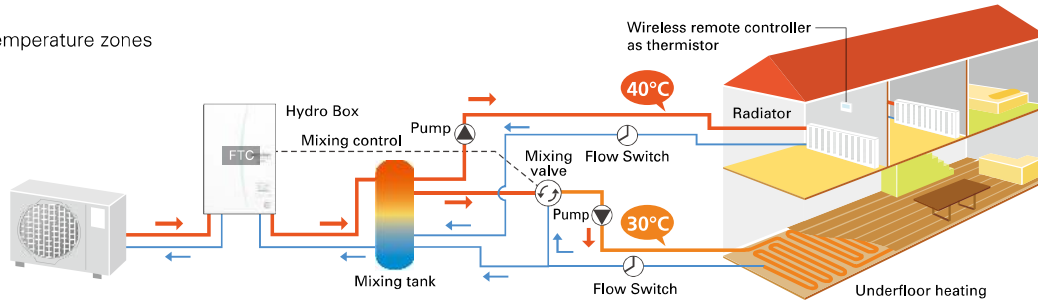 temperature zones
Wireless remote controller
as thermistor
40°C
Hydro Box
Radiator
Pump
Mixing control
FTC
Flow Switch
Mixing
valve
Pump
30°C
Mixing tank
Flow Switch
Underfloor heating